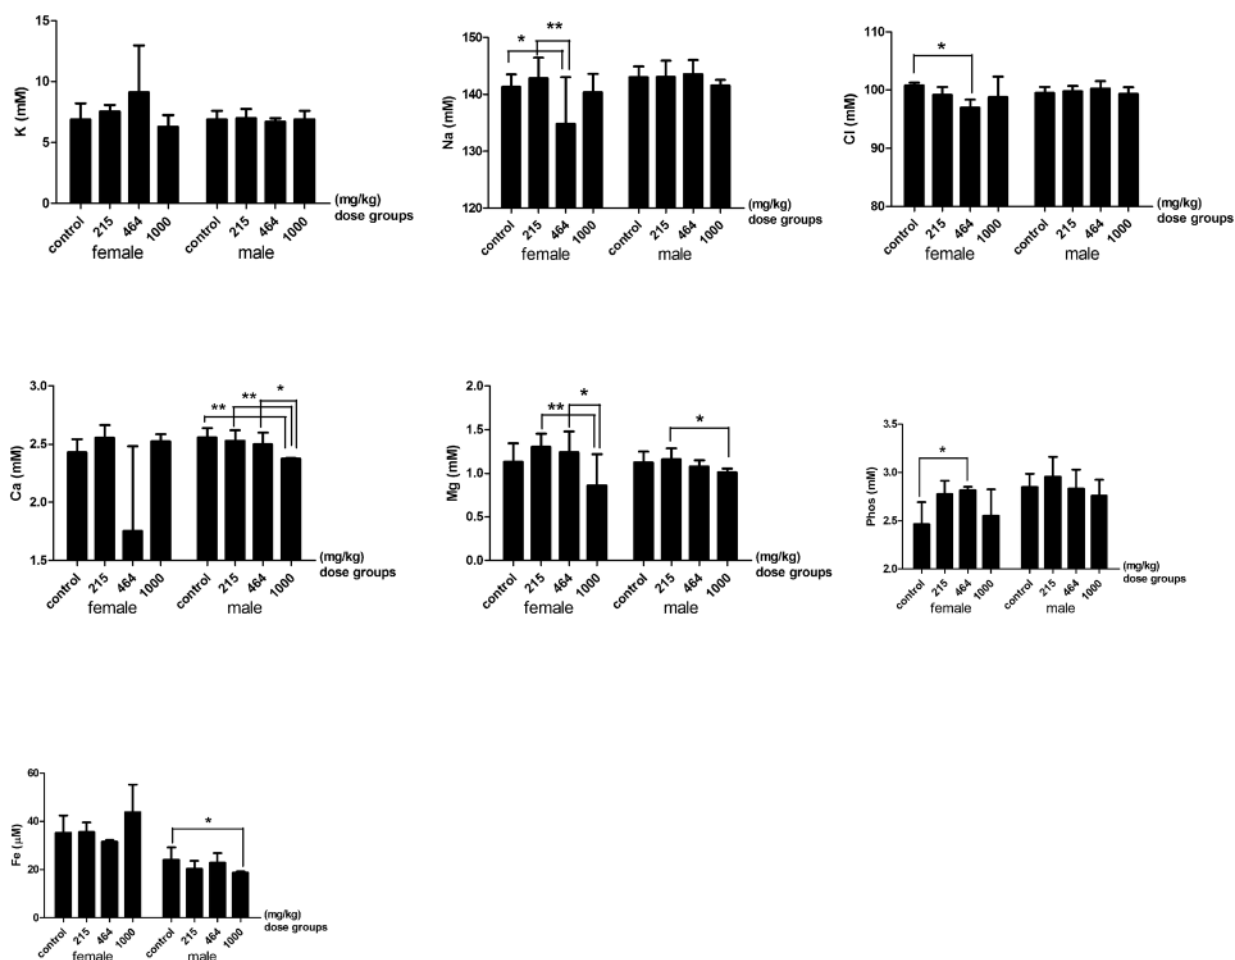 15
10
5
0
K (mM)
control 215 464 1000 control 215 464 1000
female male
(mg/kg)
dose groups
150
140
130
120
Na (mM)
* **
control 215 464 1000 control 215 464 1000
female male
(mg/kg)
dose groups
110
100
90
80
Cl (mM)
*
control 215 464 1000 control 215 464 1000
female male
(mg/kg)
dose groups
3.0
2.5
2.0
1.5
Ca (mM)
** ** *
control 215 464 1000 control 215 464 1000
female male
(mg/kg)
dose groups
2.0
1.5
1.0
0.5
0.0
Mg (mM)
** * *
control 215 464 1000 control 215 464 1000
female male
(mg/kg)
dose groups
3.5
3.0
2.5
2.0
Phos (mM)
*
control 215 464 1000 control 215 464 1000
female male
(mg/kg)
dose groups
60
40
20
0
Fe (μM)
*
control 215 464 1000 control 215 464 1000
female male
(mg/kg)
dose groups